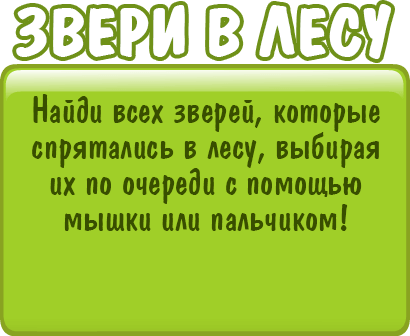 ЗВЕРИ В ЛЕСУ
Найди всех зверей, которые
спрятались в лесу, выбирая
их по очереди с помощью
мышки или пальчиком!